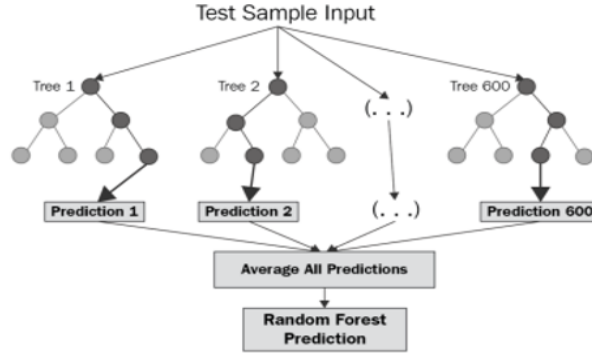 Test Sample Input
Tree 1
Tree 2
Tree 600
(. . .)
Prediction 1
Prediction 2
(. . .)
Prediction 600
Average All Predictions
Random Forest
Prediction